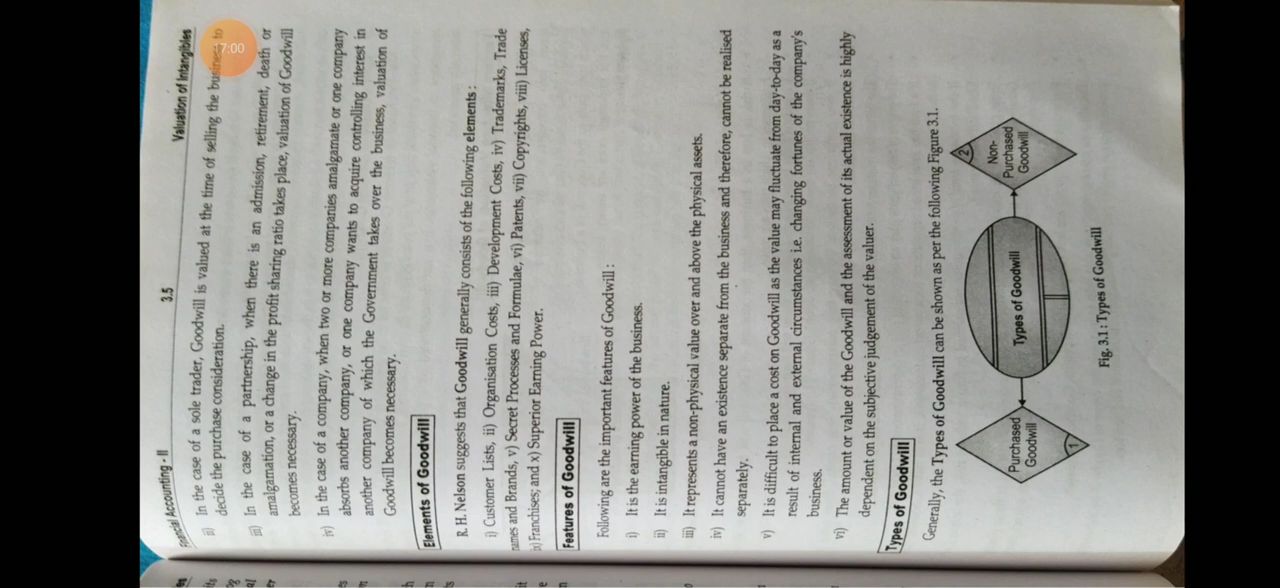 Financial Accounting - II 3.5 Valuation of Intangibles
ii) In the case of a sole trader, Goodwill is valued at the time of selling the business to
decide the purchase consideration.
iii) In the case of a partnership, when there is an admission, retirement, death or
amalgamation, or a change in the profit sharing ratio takes place, valuation of Goodwill
becomes necessary.
iv) In the case of a company, when two or more companies amalgamate or one company
absorbs another company, or one company wants to acquire controlling interest in
another company of which the Government takes over the business, valuation of
Goodwill becomes necessary.
Elements of Goodwill
R. H. Nelson suggests that Goodwill generally consists of the following elements :
i) Customer Lists, ii) Organisation Costs, iii) Development Costs, iv) Trademarks, Trade
names and Brands, v) Secret Processes and Formulae, vi) Patents, vii) Copyrights, viii) Licenses,
ix) Franchises; and x) Superior Earning Power.
Features of Goodwill
Following are the important features of Goodwill :
i) It is the earning power of the business.
ii) It is intangible in nature.
iii) It represents a non-physical value over and above the physical assets.
iv) It cannot have an existence separate from the business and therefore, cannot be realised
separately.
v) It is difficult to place a cost on Goodwill as the value may fluctuate from day-to-day as a
result of internal and external circumstances i.e. changing fortunes of the company's
business.
vi) The amount or value of the Goodwill and the assessment of its actual existence is highly
dependent on the subjective judgement of the valuer.
Types of Goodwill
Generally, the Types of Goodwill can be shown as per the following Figure 3.1.
Purchased
Goodwill
1
Types of Goodwill
2
Non-
Purchased
Goodwill
Fig. 3.1 : Types of Goodwill
7:00